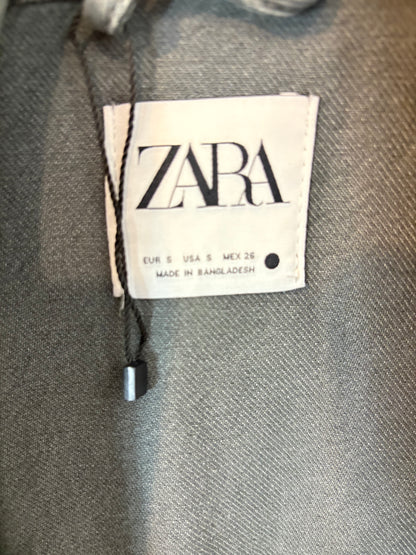 ZARA
EUR S USA S MEX 26
MADE IN BANGLADESH